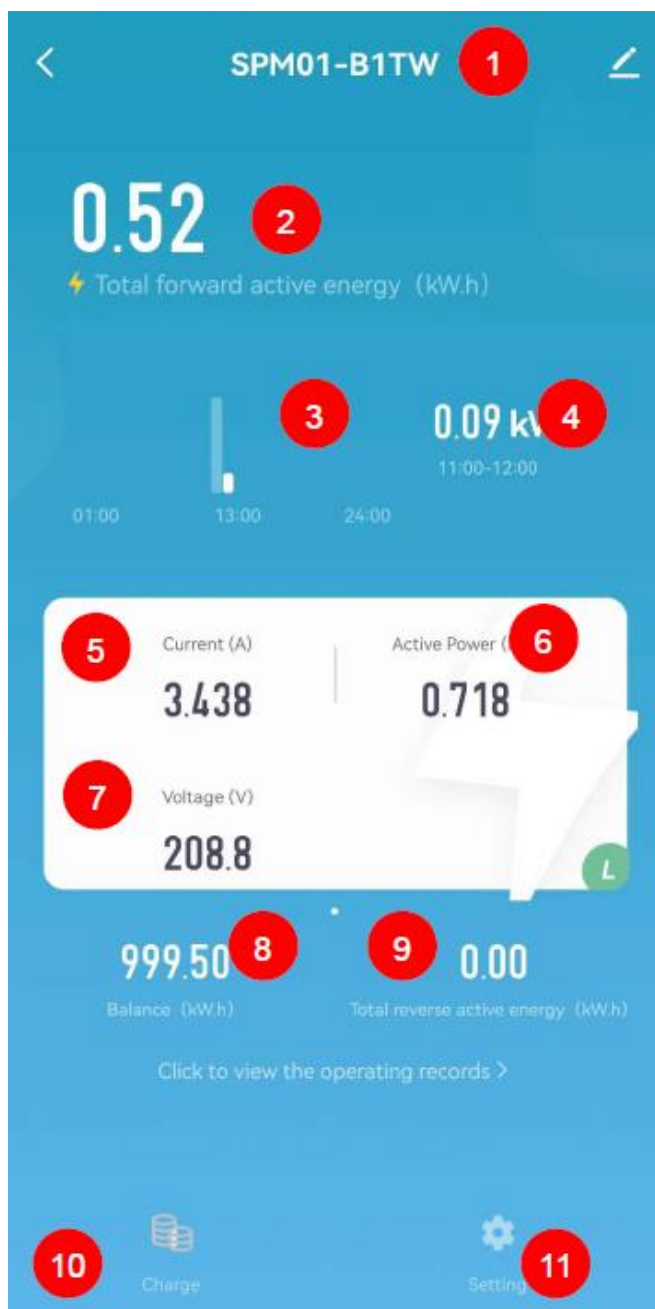 SPM01-B1TW 1
0.52 2
Total forward active energy (kW.h)
3
0.09 4
11:00-12:00
01:00 13:00 24:00
5 Current (A) Active Power ( 6
3.438 0.718
7 Voltage (V)
208.8
L
999.50 8 9 0.00
Balance (kW.h) Total reverse active energy (kW.h)
Click to view the operating records >
10 Charge Setting 11